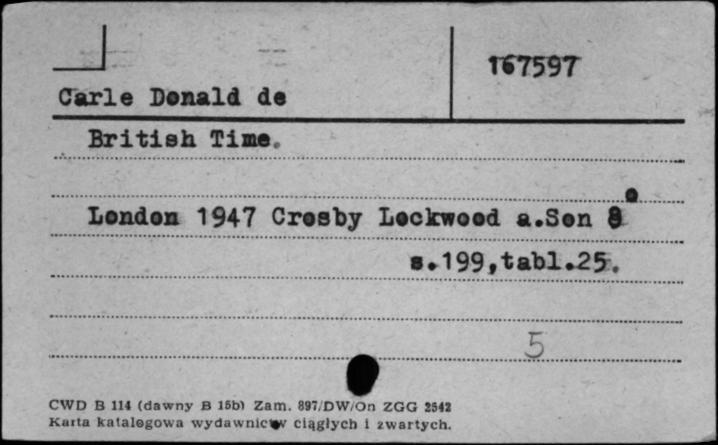 167597
Carle Donald de
British Time.
London 1947 Crosby Lockwood a.Son 8°
s.199,tabl.25.
5
CWD B 114 (dawny B 15b) Zam. 897/DW/On ZGG 2542
Karta katalogowa wydawnictw ciągłych i zwartych.